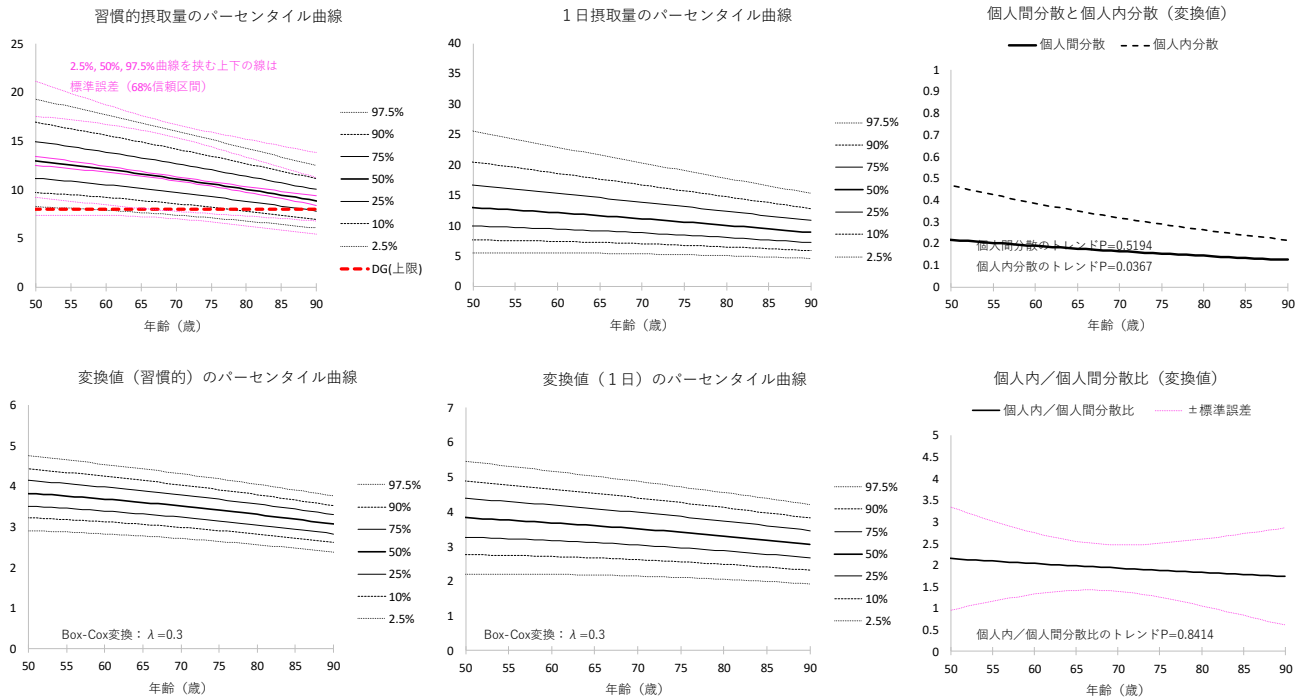 習慣的摂取量のパーセンタイル曲線
25
20
15
10
5
0
2.5%, 50%, 97.5%曲線を挟む上下の線は
標準誤差（68%信頼区間）
97.5%
90%
75%
50%
25%
10%
2.5%
DG(上限)
50 55 60 65 70 75 80 85 90
年齢（歳）
１日摂取量のパーセンタイル曲線
40
35
30
25
20
15
10
5
0
97.5%
90%
75%
50%
25%
10%
2.5%
50 55 60 65 70 75 80 85 90
年齢（歳）
個人間分散と個人内分散（変換値）
個人間分散 個人内分散
1
0.9
0.8
0.7
0.6
0.5
0.4
0.3
0.2
0.1
0
個人間分散のトレンドP=0.5194
個人内分散のトレンドP=0.0367
50 55 60 65 70 75 80 85 90
年齢（歳）
変換値（習慣的）のパーセンタイル曲線
6
5
4
3
2
1
0
97.5%
90%
75%
50%
25%
10%
2.5%
Box-Cox変換：λ=0.3
50 55 60 65 70 75 80 85 90
年齢（歳）
変換値（１日）のパーセンタイル曲線
7
6
5
4
3
2
1
0
97.5%
90%
75%
50%
25%
10%
2.5%
Box-Cox変換：λ=0.3
50 55 60 65 70 75 80 85 90
年齢（歳）
個人内／個人間分散比（変換値）
個人内／個人間分散比 ±標準誤差
5
4.5
4
3.5
3
2.5
2
1.5
1
0.5
0
個人内／個人間分散比のトレンドP=0.8414
50 55 60 65 70 75 80 85 90
年齢（歳）